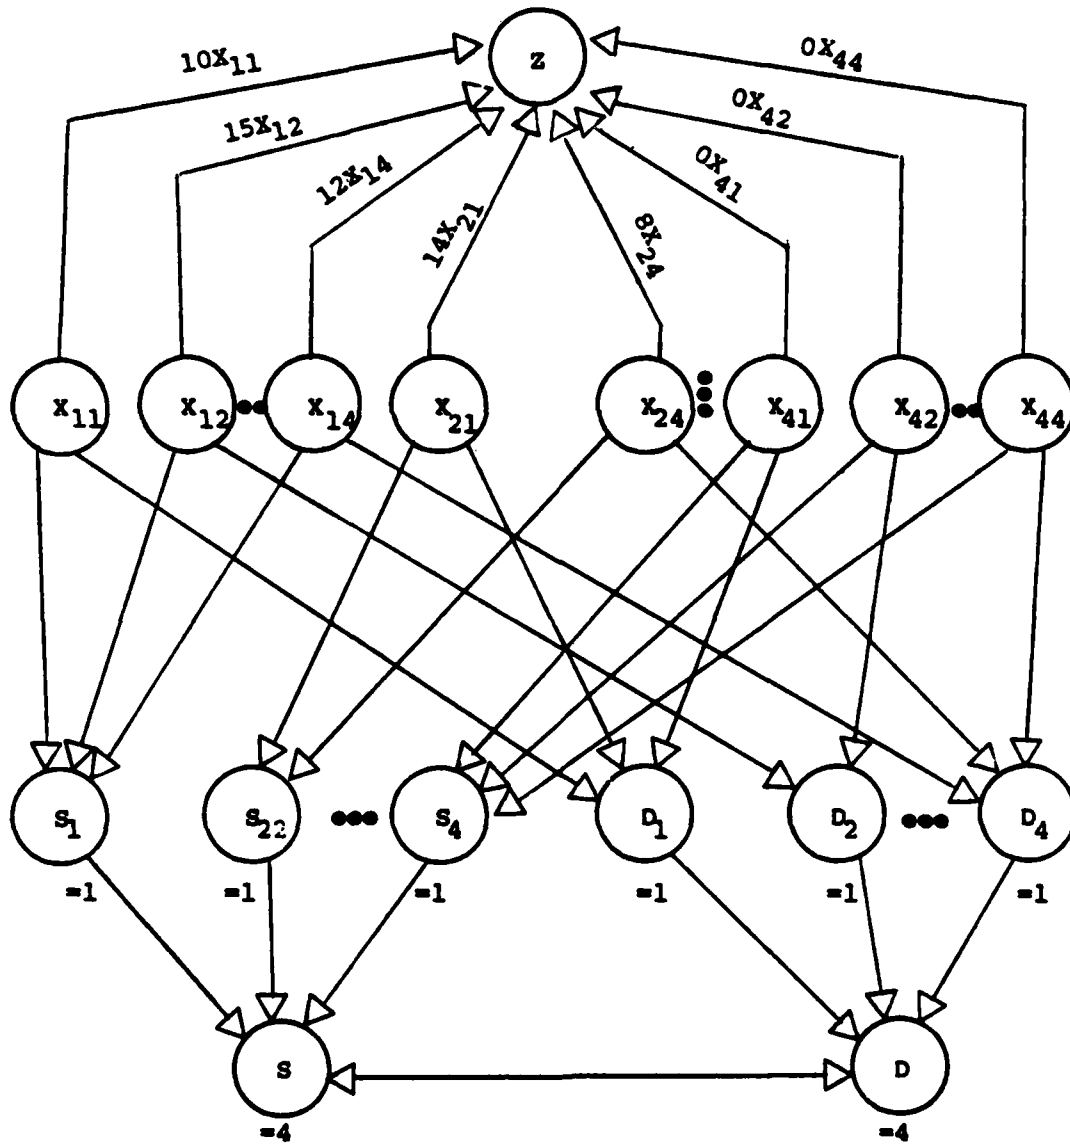 Z
10X11
0X44
15X12
0X42
12X14
0X41
14X21
8X24
X11 X12 X14 X21 X24 X41 X42 X44
S1 S22 S4 D1 D2 D4
=1 =1 =1 =1 =1 =1
S D
=4 =4